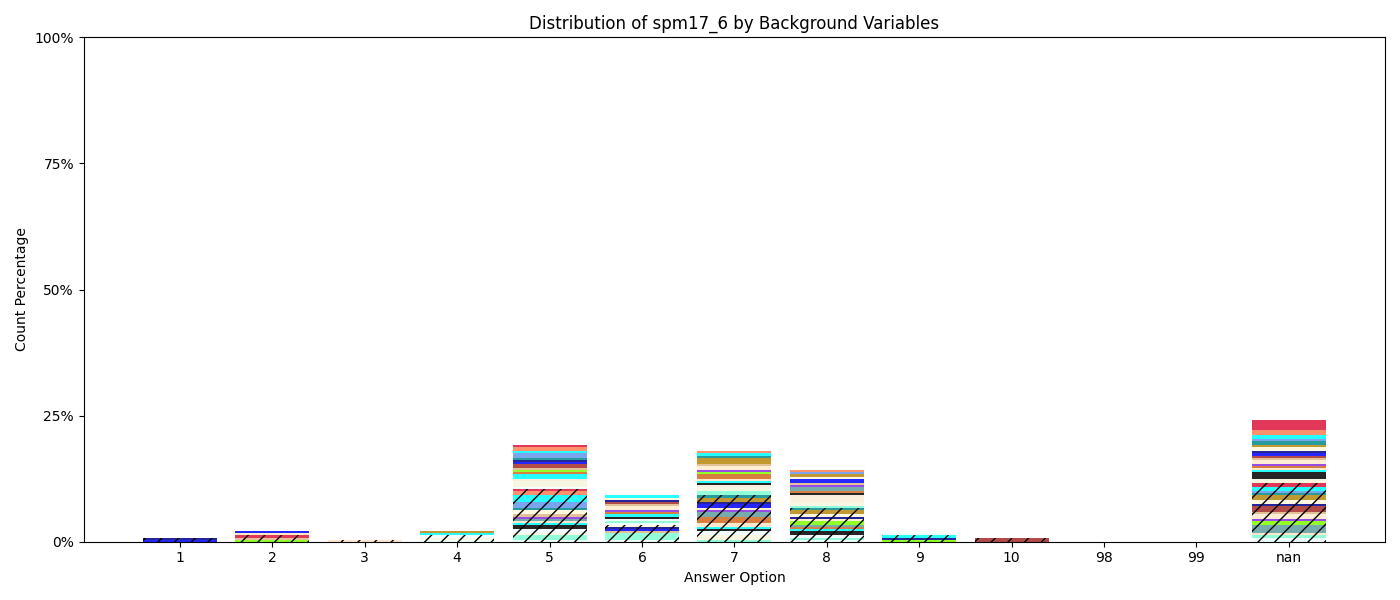 Distribution of spm17_6 by Background Variables
100%
75%
50%
25%
0%
Count Percentage
1 2 3 4 5 6 7 8 9 10 98 99 nan
Answer Option